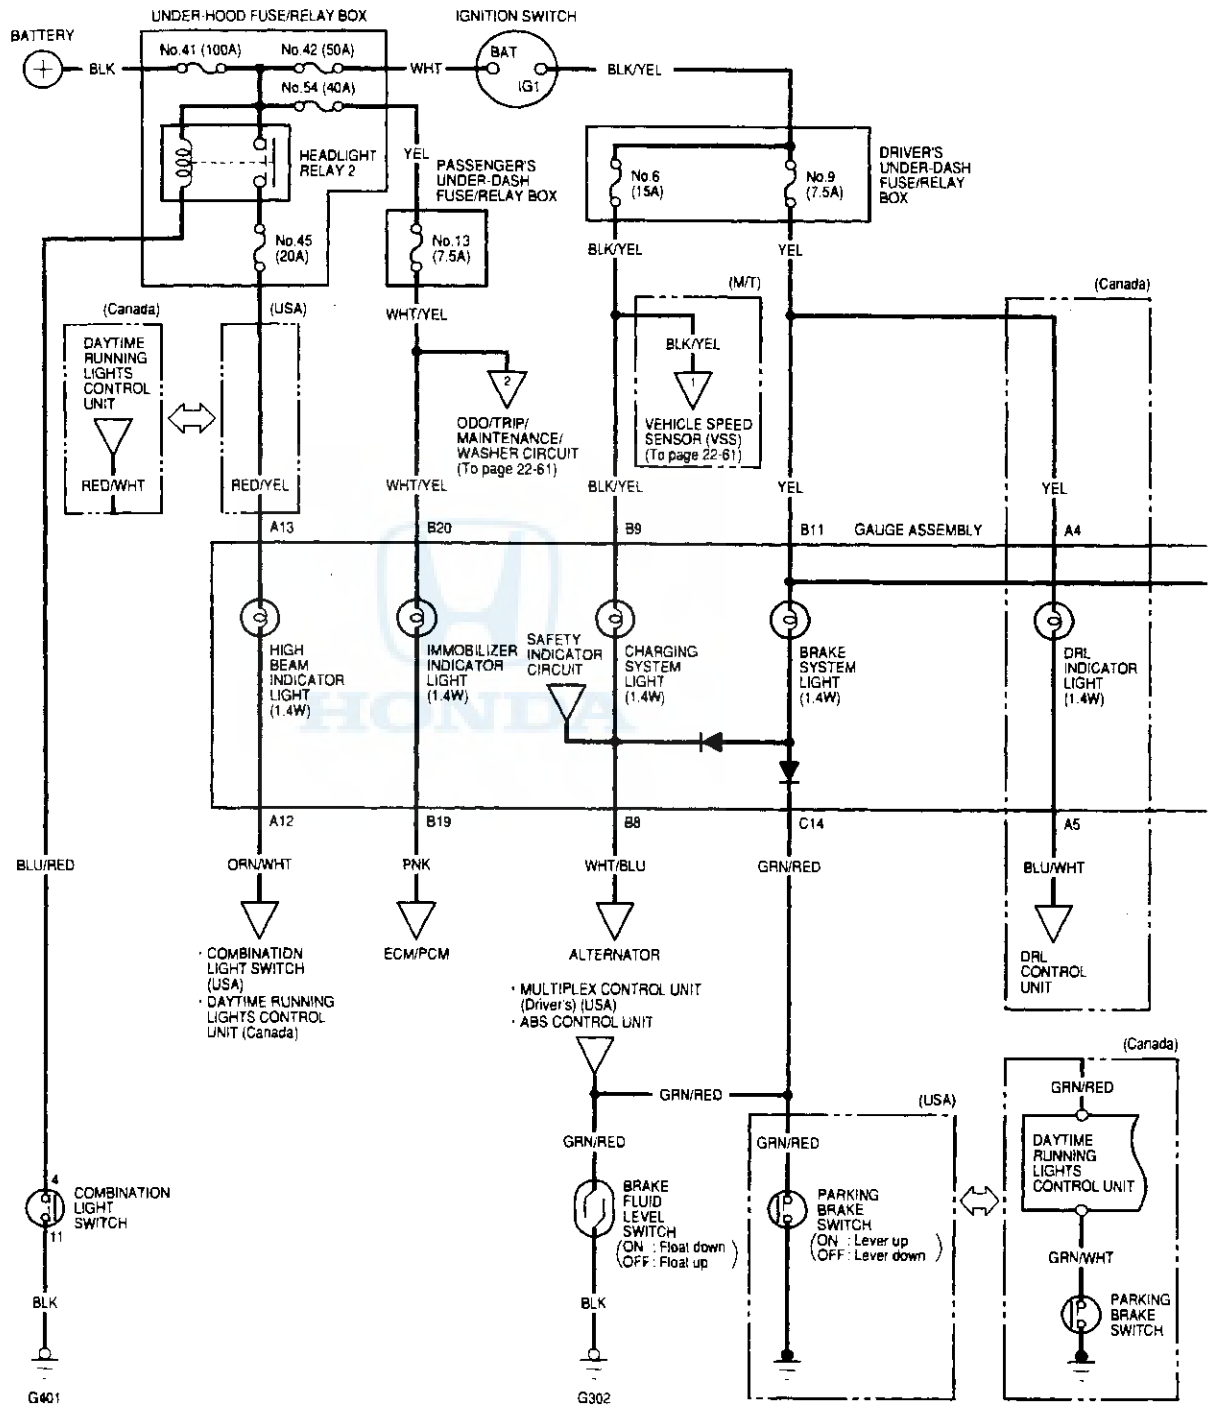 UNDER-HOOD FUSE/RELAY BOX
IGNITION SWITCH
BATTERY
No.41 (100A)
No.42 (50A)
BAT
+
BLK
WHT
BLK/YEL
IG1
No.54 (40A)
HEADLIGHT
RELAY 2
YEL
PASSENGER'S
UNDER-DASH
FUSE/RELAY BOX
No.6
(15A)
No.9
(7.5A)
DRIVER'S
UNDER-DASH
FUSE/RELAY
BOX
No.45
(20A)
No.13
(7.5A)
BLK/YEL
YEL
(Canada)
(USA)
WHT/YEL
(M/T)
(Canada)
DAYTIME
RUNNING
LIGHTS
CONTROL
UNIT
BLK/YEL
2
1
ODO/TRIP/
MAINTENANCE/
WASHER CIRCUIT
(To page 22-61)
VEHICLE SPEED
SENSOR (VSS)
(To page 22-61)
RED/WHT
RED/YEL
WHT/YEL
BLK/YEL
YEL
YEL
A13
B20
B9
B11
GAUGE ASSEMBLY
A4
HIGH
BEAM
INDICATOR
LIGHT
(1.4W)
IMMOBILIZER
INDICATOR
LIGHT
(1.4W)
SAFETY
INDICATOR
CIRCUIT
CHARGING
SYSTEM
LIGHT
(1.4W)
BRAKE
SYSTEM
LIGHT
(1.4W)
DRL
INDICATOR
LIGHT
(1.4W)
HONDA
A12
B19
B8
C14
A5
BLU/RED
ORN/WHT
PNK
WHT/BLU
GRN/RED
BLU/WHT
· COMBINATION
LIGHT SWITCH
(USA)
· DAYTIME RUNNING
LIGHTS CONTROL
UNIT (Canada)
ECM/PCM
ALTERNATOR
DRL
CONTROL
UNIT
· MULTIPLEX CONTROL UNIT
(Driver's) (USA)
· ABS CONTROL UNIT
(Canada)
GRN/RED
(USA)
GRN/RED
GRN/RED
GRN/RED
DAYTIME
RUNNING
LIGHTS
CONTROL UNIT
4
COMBINATION
LIGHT
SWITCH
11
BRAKE
FLUID
LEVEL
SWITCH
(ON : Float down)
(OFF : Float up)
PARKING
BRAKE
SWITCH
(ON : Lever up)
(OFF : Lever down)
GRN/WHT
BLK
BLK
PARKING
BRAKE
SWITCH
G401
G302